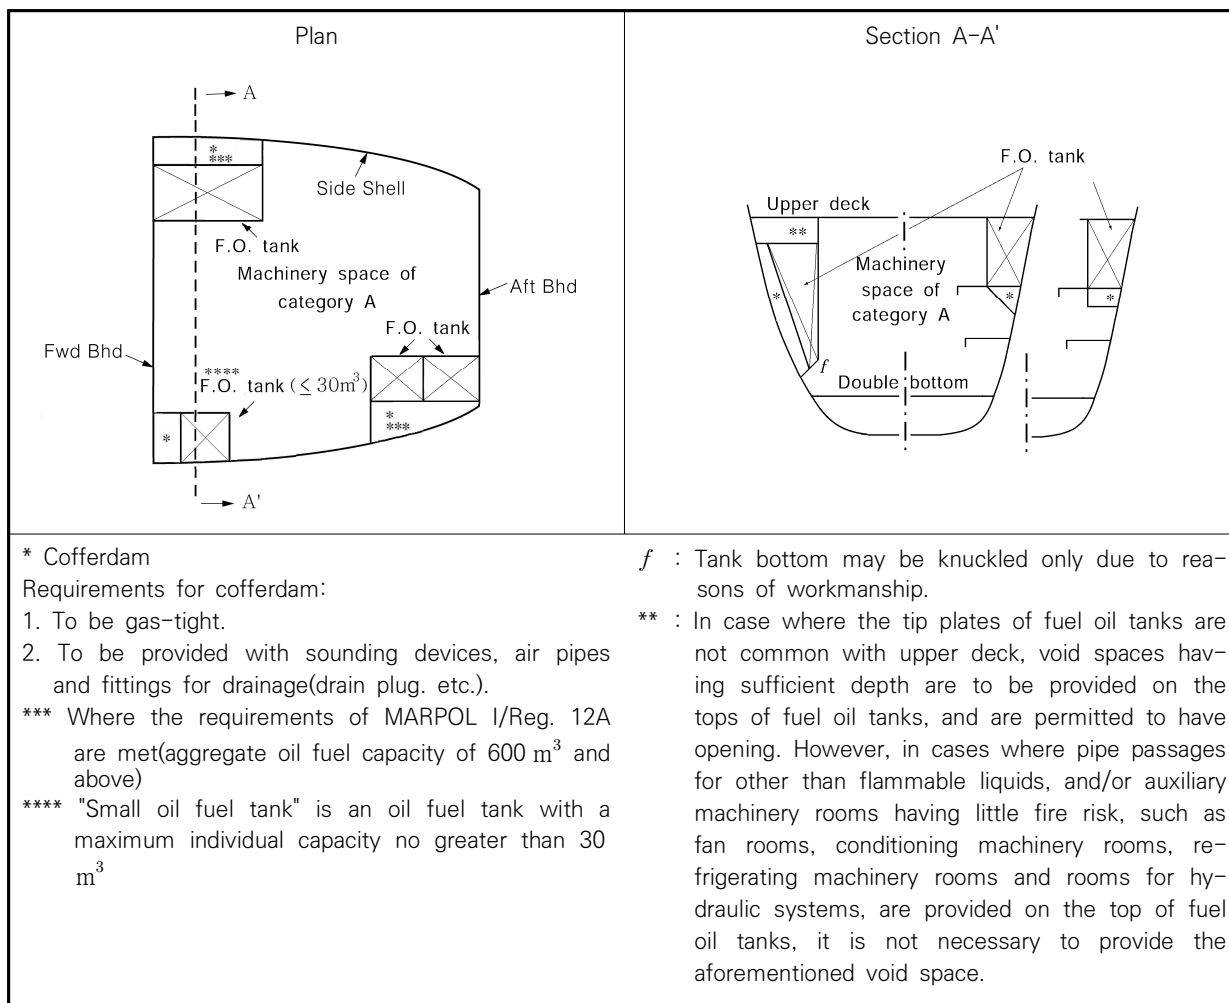 Plan
A
*
***
Side Shell
F.O. tank
Machinery space of
category A
Aft Bhd
F.O. tank
Fwd Bhd
****
F.O. tank (≤ 30m³)
*
*
***
A'
Section A-A'
F.O. tank
Upper deck
**
Machinery
space of
category A
*
*
*
f
Double bottom
* Cofferdam
Requirements for cofferdam:
1. To be gas-tight.
2. To be provided with sounding devices, air pipes
and fittings for drainage(drain plug. etc.).
*** Where the requirements of MARPOL I/Reg. 12A
are met(aggregate oil fuel capacity of 600 m³ and
above)
**** "Small oil fuel tank" is an oil fuel tank with a
maximum individual capacity no greater than 30
m³
f : Tank bottom may be knuckled only due to rea-
sons of workmanship.
** : In case where the tip plates of fuel oil tanks are
not common with upper deck, void spaces hav-
ing sufficient depth are to be provided on the
tops of fuel oil tanks, and are permitted to have
opening. However, in cases where pipe passages
for other than flammable liquids, and/or auxiliary
machinery rooms having little fire risk, such as
fan rooms, conditioning machinery rooms, re-
frigerating machinery rooms and rooms for hy-
draulic systems, are provided on the top of fuel
oil tanks, it is not necessary to provide the
aforementioned void space.